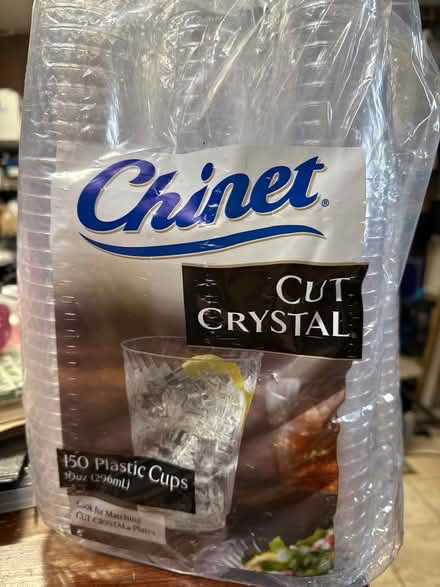 Chinet®
CUT
CRYSTAL®
150 Plastic Cups
10oz (296mL)
Look for Matching
CUT CRYSTAL® Plates